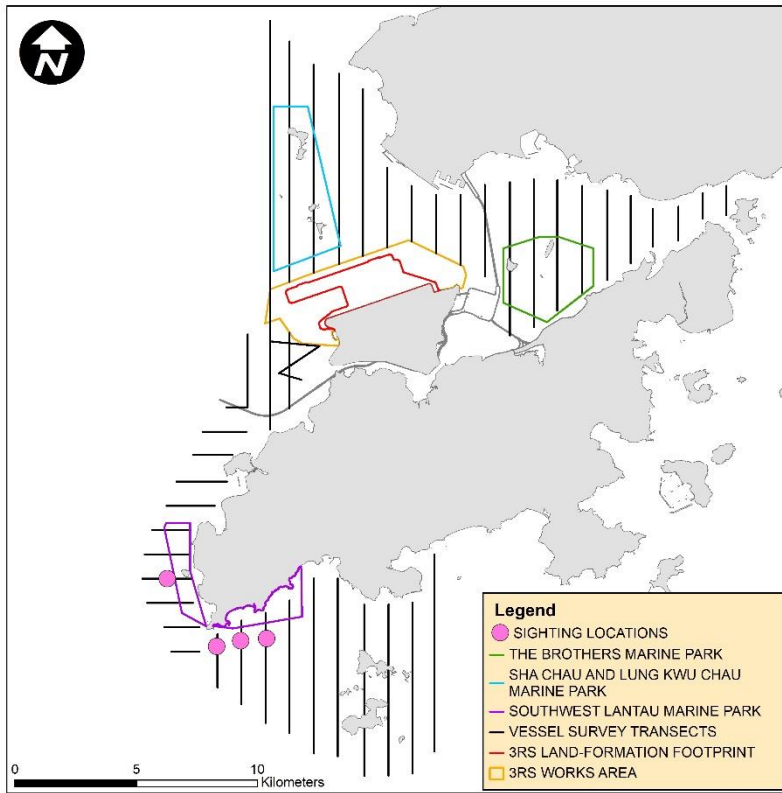 N
Legend
SIGHTING LOCATIONS
THE BROTHERS MARINE PARK
SHA CHAU AND LUNG KWU CHAU
MARINE PARK
SOUTHWEST LANTAU MARINE PARK
VESSEL SURVEY TRANSECTS
3RS LAND-FORMATION FOOTPRINT
3RS WORKS AREA
0 5 10
Kilometers